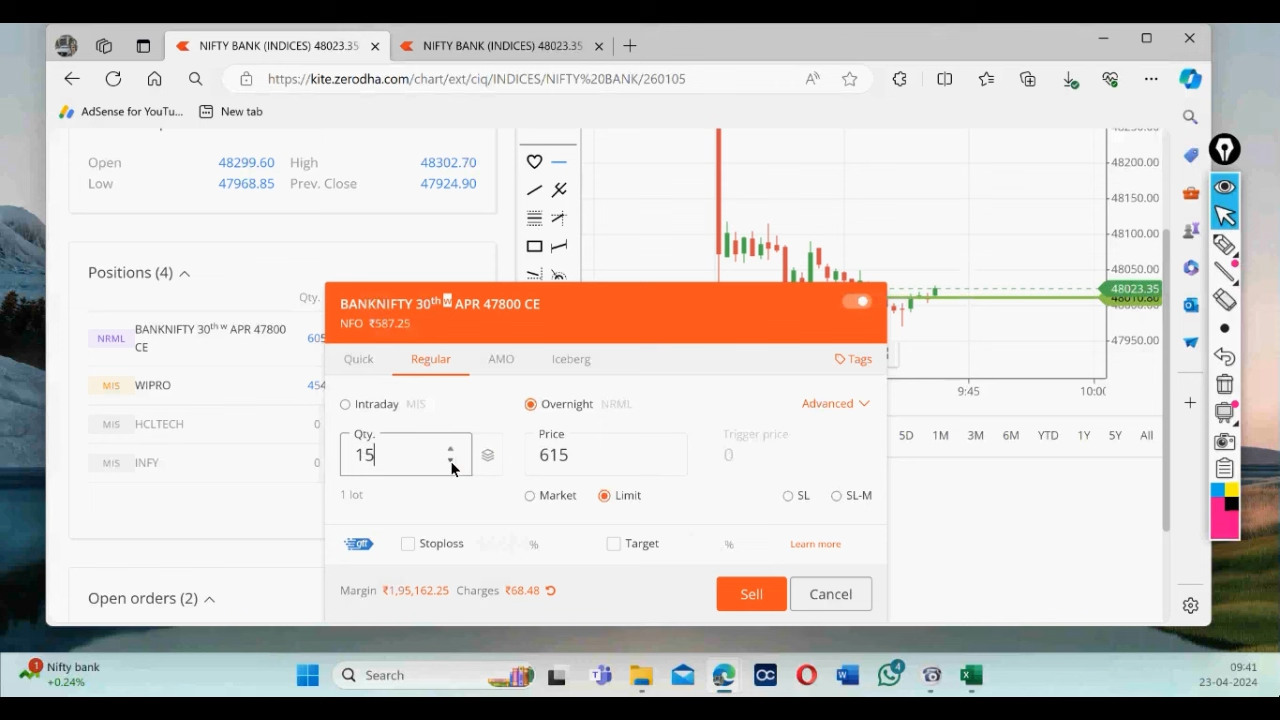 NIFTY BANK (INDICES) 48023.35
NIFTY BANK (INDICES) 48023.35
https://kite.zerodha.com/chart/ext/ciq/INDICES/NIFTY%20BANK/260105
AdSense for YouTu...
New tab
Open 48299.60 High 48302.70
Low 47968.85 Prev. Close 47924.90
48200.00
48150.00
48100.00
48050.00
48023.35
48010.80
47950.00
9:45 10:00
Positions (4)
Qty.
NRML BANKNIFTY 30th w APR 47800 CE 605
MIS WIPRO 454
MIS HCLTECH 0
MIS INFY 0
Open orders (2)
BANKNIFTY 30th w APR 47800 CE
NFO ₹587.25
Quick Regular AMO Iceberg Tags
Intraday MIS Overnight NRML Advanced
Qty. Price Trigger price
15 615 0
1 lot Market Limit SL SL-M
gtt Stoploss % Target % Learn more
Margin ₹1,95,162.25 Charges ₹68.48 Sell Cancel
5D 1M 3M 6M YTD 1Y 5Y All
1 Nifty bank
+0.24%
Search
4
09:41
23-04-2024